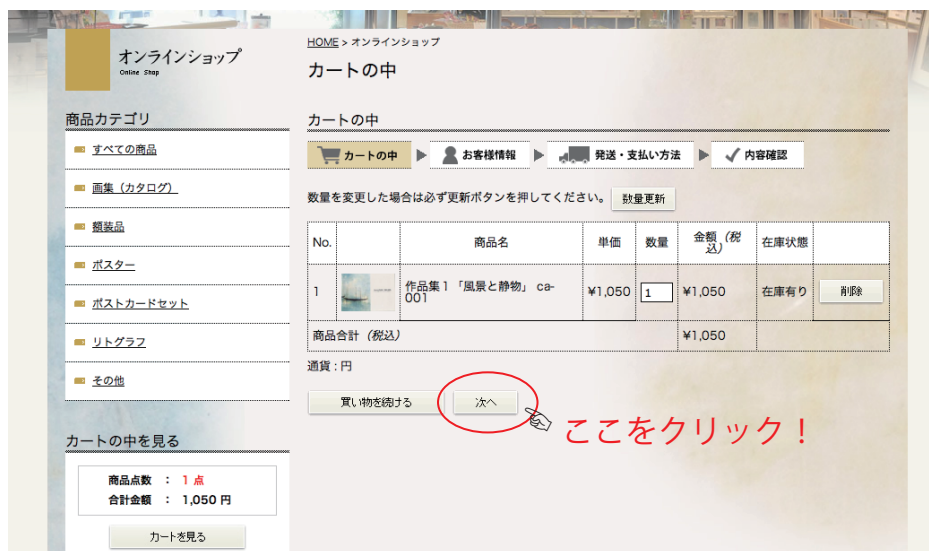 オンラインショップ
Online Shop
商品カテゴリ
すべての商品
画集（カタログ）
額装品
ポスター
ポストカードセット
リトグラフ
その他
カートの中を見る
商品点数 ： 1 点
合計金額 ： 1,050 円
カートを見る
HOME > オンラインショップ
カートの中
カートの中
カートの中 お客様情報 発送・支払い方法 内容確認
数量を変更した場合は必ず更新ボタンを押してください。 数量更新
No. 商品名 単価 数量 金額（税込） 在庫状態
1 作品集１「風景と静物」 ca-001 ¥1,050 1 ¥1,050 在庫有り 削除
商品合計（税込） ¥1,050
通貨 : 円
買い物を続ける 次へ
ここをクリック！